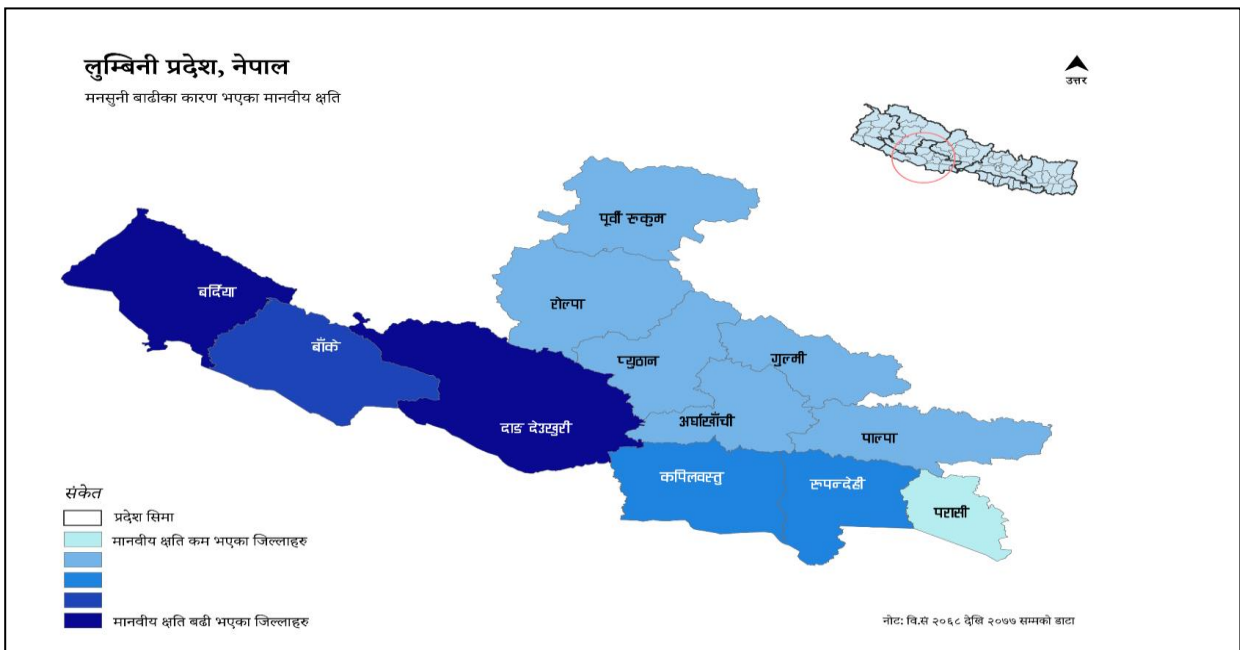 लुम्बिनी प्रदेश, नेपाल
मनसुनी बाढीका कारण भएका मानवीय क्षति
उत्तर
पूर्वी रुकुम
बर्दिया
रोल्पा
बाँके
प्युठान
गुल्मी
अर्घाखाँची
दाङ देउखुरी
पाल्पा
कपिलवस्तु
रुपन्देही
परासी
संकेत
प्रदेश सिमा
मानवीय क्षति कम भएका जिल्लाहरु
मानवीय क्षति बढी भएका जिल्लाहरु
नोट: वि.सं २०६८ देखि २०७७ सम्मको डाटा